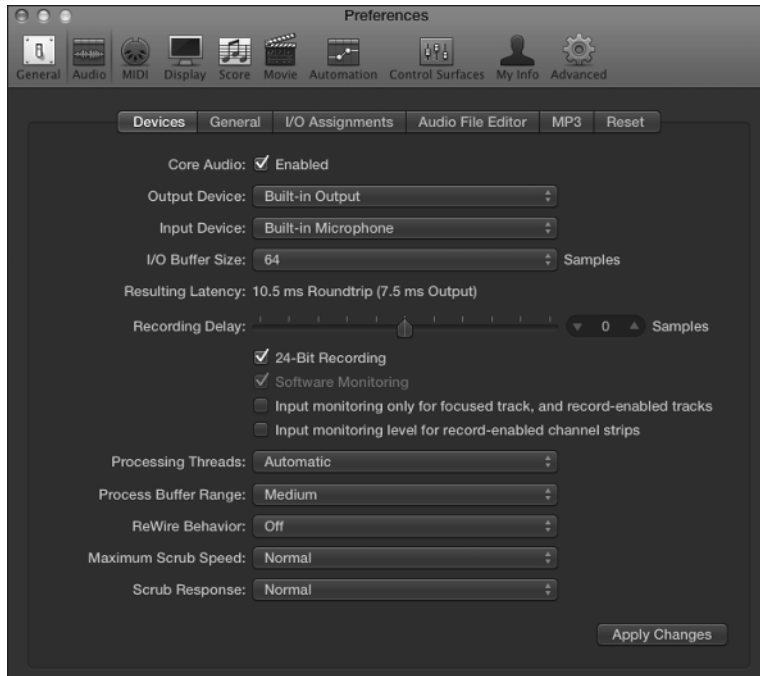 Preferences
General Audio MIDI Display Score Movie Automation Control Surfaces My Info Advanced
Devices General I/O Assignments Audio File Editor MP3 Reset
Core Audio: Enabled
Output Device: Built-in Output
Input Device: Built-in Microphone
I/O Buffer Size: 64 Samples
Resulting Latency: 10.5 ms Roundtrip (7.5 ms Output)
Recording Delay: 0 Samples
24-Bit Recording
Software Monitoring
Input monitoring only for focused track, and record-enabled tracks
Input monitoring level for record-enabled channel strips
Processing Threads: Automatic
Process Buffer Range: Medium
ReWire Behavior: Off
Maximum Scrub Speed: Normal
Scrub Response: Normal
Apply Changes